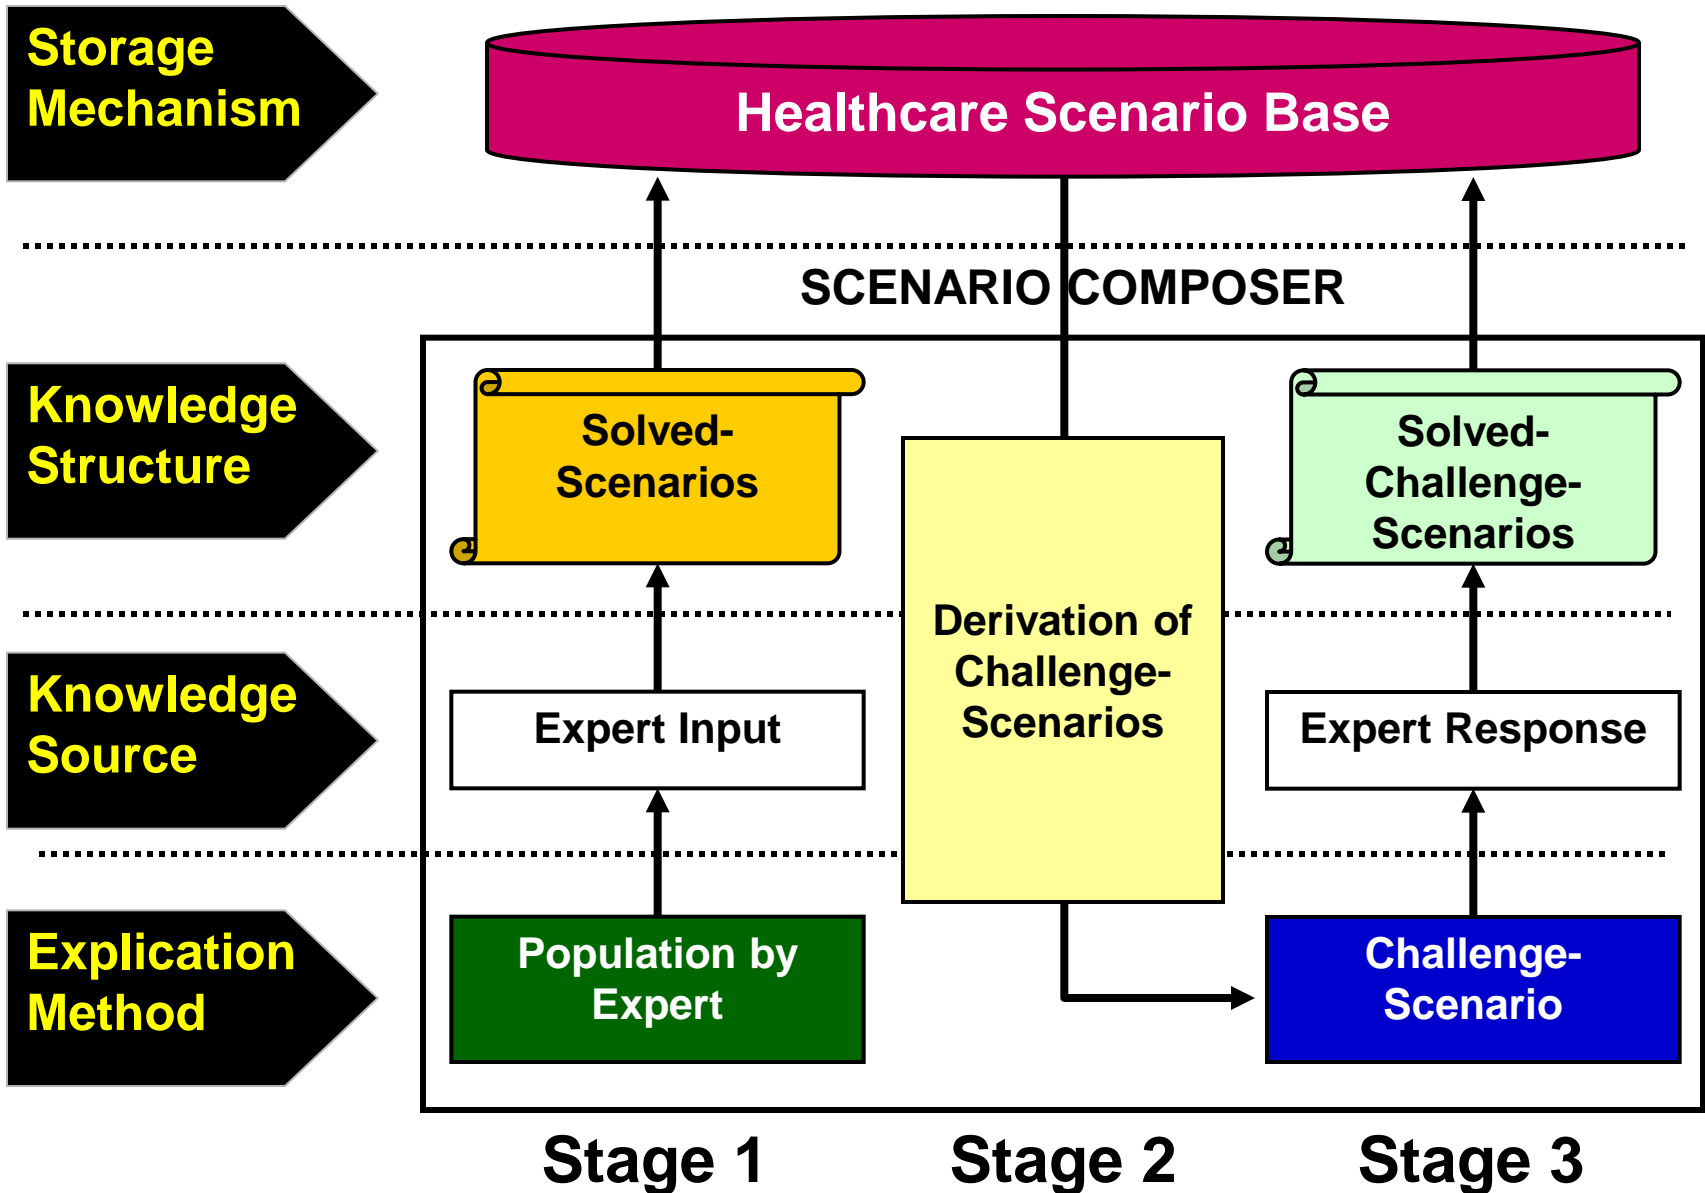 Storage
Mechanism
Healthcare Scenario Base
SCENARIO COMPOSER
Knowledge
Structure
Solved-
Scenarios
Solved-
Challenge-
Scenarios
Derivation of
Challenge-
Scenarios
Knowledge
Source
Expert Input
Expert Response
Explication
Method
Population by
Expert
Challenge-
Scenario
Stage 1
Stage 2
Stage 3